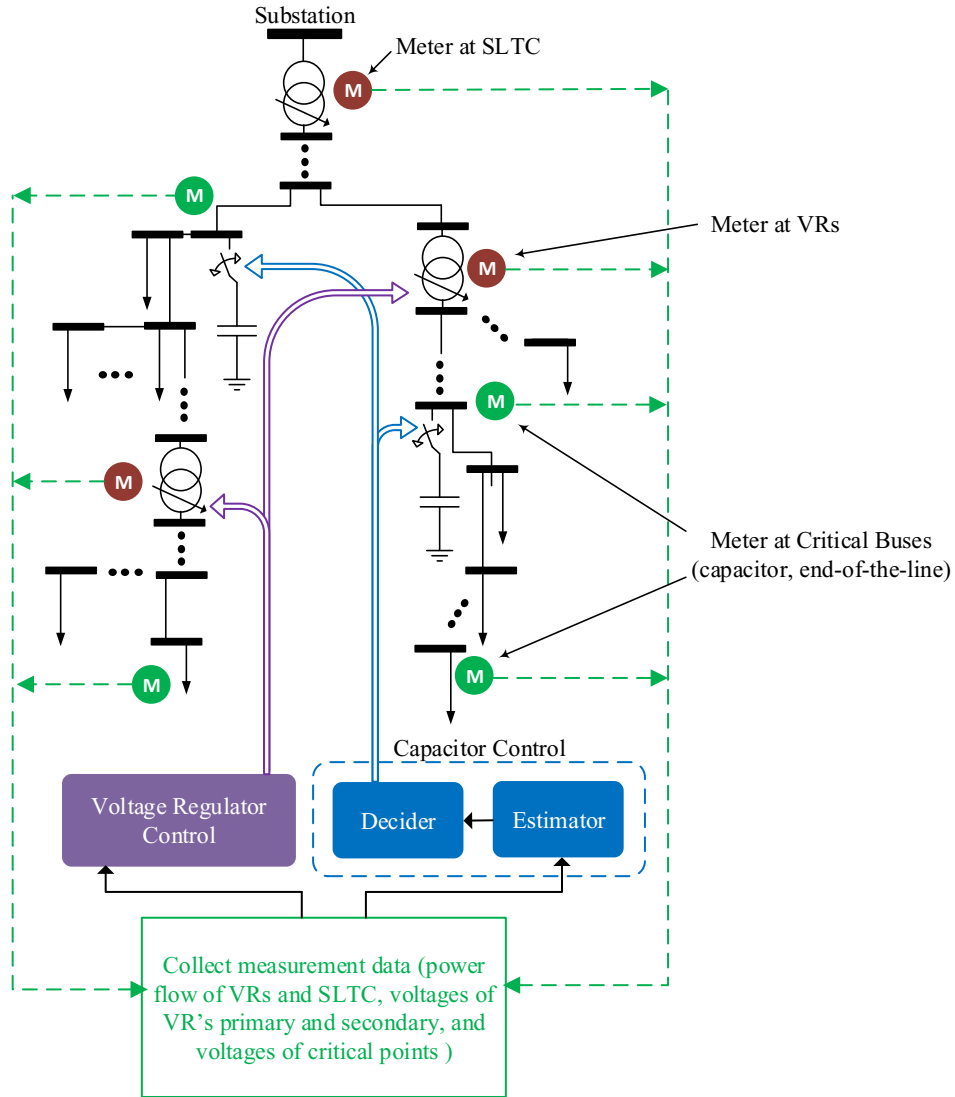 Substation
Meter at SLTC
M
M
Meter at VRs
M
M
M
Meter at Critical Buses
(capacitor, end-of-the-line)
M
M
Capacitor Control
Voltage Regulator
Control
Decider
Estimator
Collect measurement data (power
flow of VRs and SLTC, voltages of
VR’s primary and secondary, and
voltages of critical points )